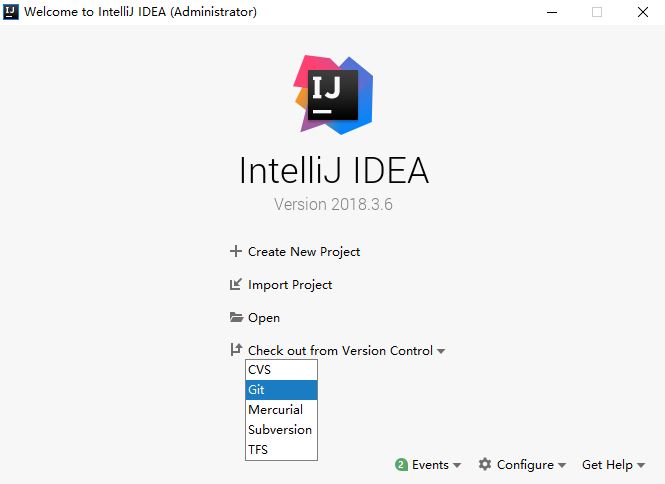 Welcome to IntelliJ IDEA (Administrator)
IJ
IntelliJ IDEA
Version 2018.3.6
Create New Project
Import Project
Open
Check out from Version Control
CVS
Git
Mercurial
Subversion
TFS
2 Events Configure Get Help